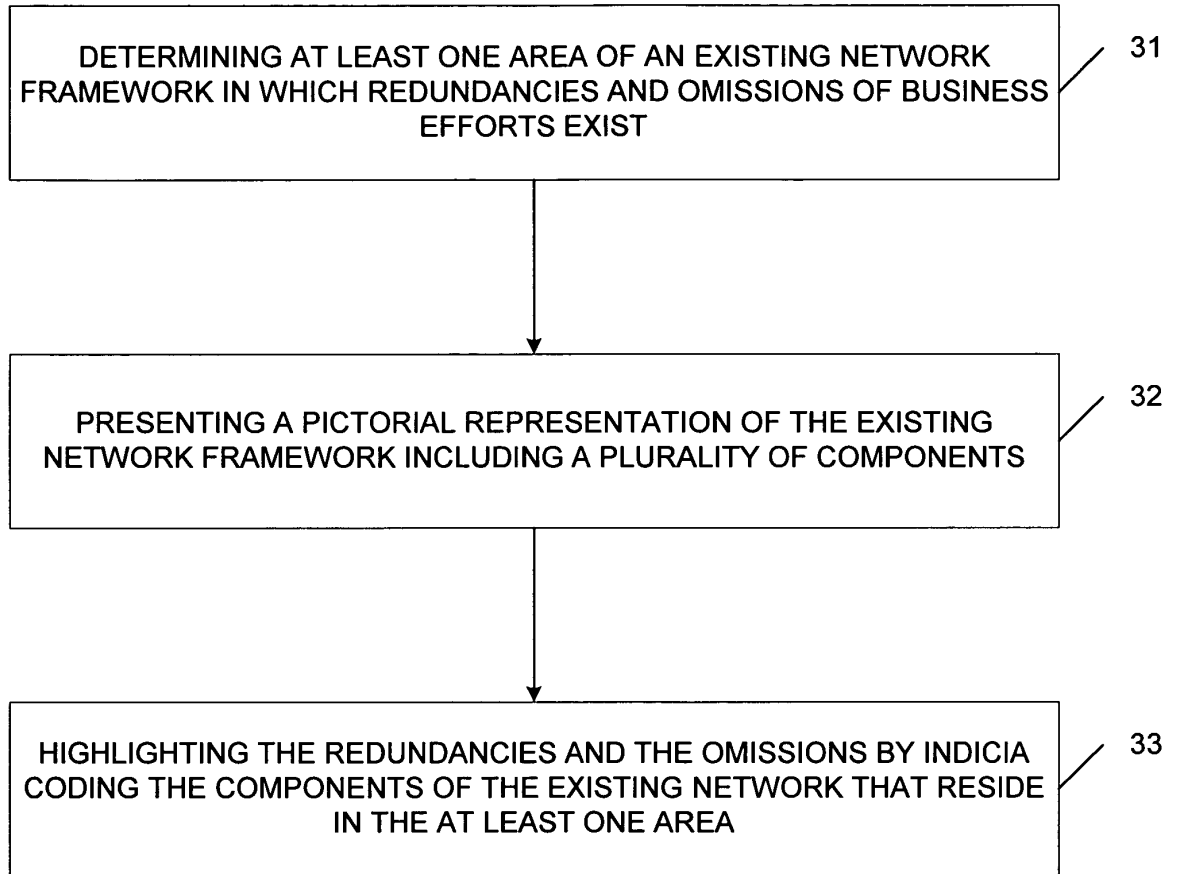 DETERMINING AT LEAST ONE AREA OF AN EXISTING NETWORK
FRAMEWORK IN WHICH REDUNDANCIES AND OMISSIONS OF BUSINESS
EFFORTS EXIST
31
PRESENTING A PICTORIAL REPRESENTATION OF THE EXISTING
NETWORK FRAMEWORK INCLUDING A PLURALITY OF COMPONENTS
32
HIGHLIGHTING THE REDUNDANCIES AND THE OMISSIONS BY INDICIA
CODING THE COMPONENTS OF THE EXISTING NETWORK THAT RESIDE
IN THE AT LEAST ONE AREA
33